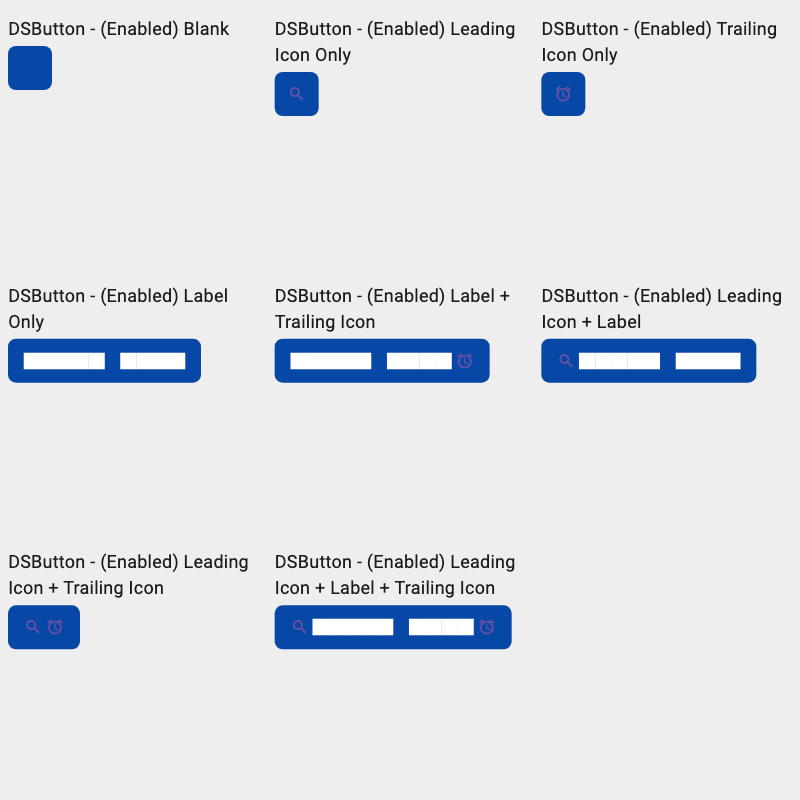 DSButton - (Enabled) Blank
DSButton - (Enabled) Leading
Icon Only
DSButton - (Enabled) Trailing
Icon Only
DSButton - (Enabled) Label
Only
DSButton - (Enabled) Label +
Trailing Icon
DSButton - (Enabled) Leading
Icon + Label
DSButton - (Enabled) Leading
Icon + Trailing Icon
DSButton - (Enabled) Leading
Icon + Label + Trailing Icon